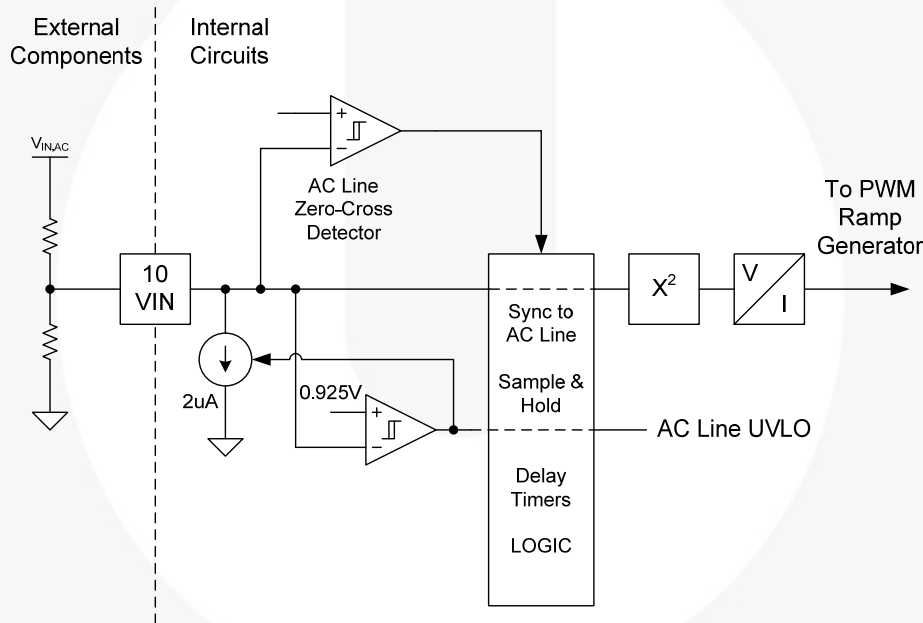 External
Components
Internal
Circuits
V_IN,AC
+
−
AC Line
Zero-Cross
Detector
To PWM
Ramp
Generator
10
VIN
X²
V
I
Sync to
AC Line
2uA
0.925V
+
−
Sample &
Hold
AC Line UVLO
Delay
Timers
LOGIC